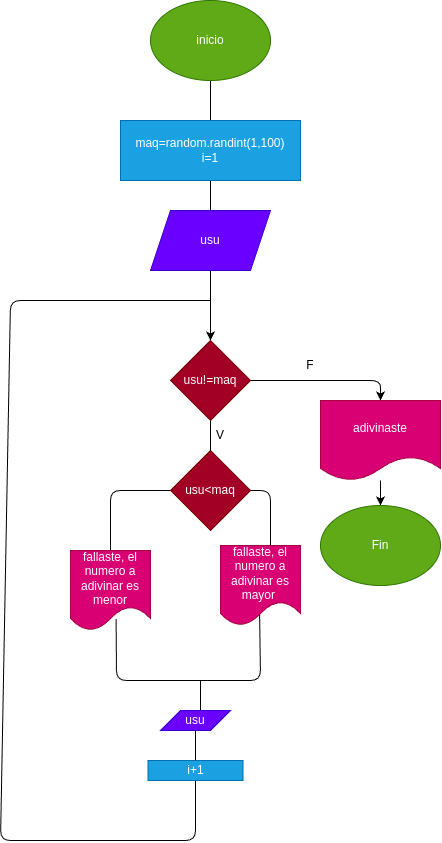 inicio
maq=random.randint(1,100)
i=1
usu
usu!=maq
F
adivinaste
V
usu<maq
Fin
fallaste, el
numero a
adivinar es
menor
fallaste, el
numero a
adivinar es
mayor
usu
i+1